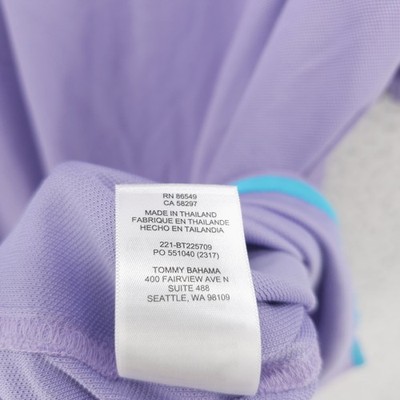 RN 86549
CA 58297
MADE IN THAILAND
FABRIQUE EN THAILANDE
HECHO EN TAILANDIA
221-BT225709
PO 551040 (2317)
TOMMY BAHAMA
400 FAIRVIEW AVE N
SUITE 488
SEATTLE, WA 98109